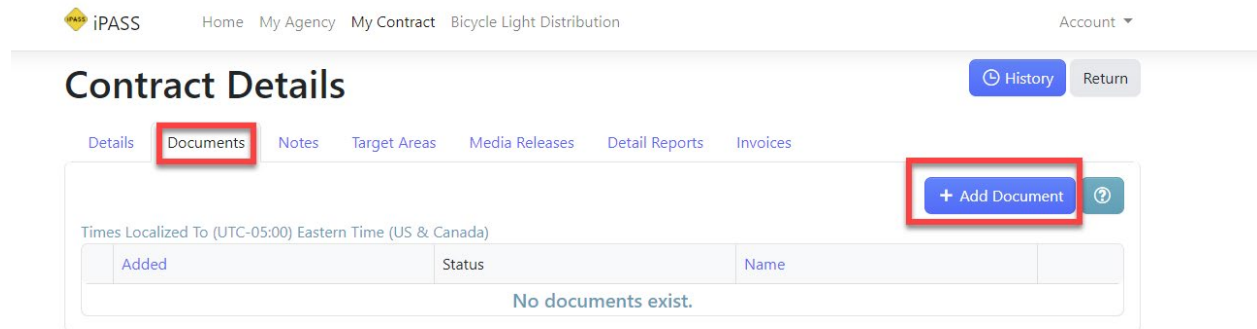 iPASS Home My Agency My Contract Bicycle Light Distribution Account
Contract Details History Return
Details Documents Notes Target Areas Media Releases Detail Reports Invoices
+ Add Document ?
Times Localized To (UTC-05:00) Eastern Time (US & Canada)
Added Status Name
No documents exist.